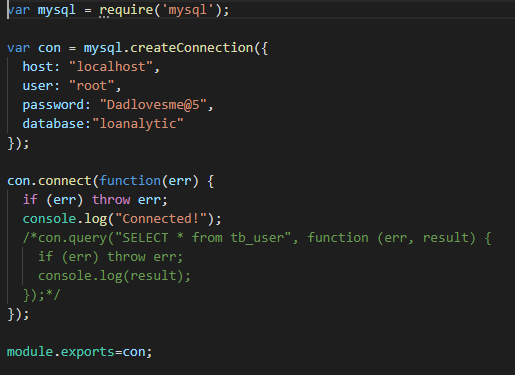 var mysql = require('mysql');
var con = mysql.createConnection({
host: "localhost",
user: "root",
password: "Dadlovesme@5",
database:"loanalytic"
});
con.connect(function(err) {
if (err) throw err;
console.log("Connected!");
/*con.query("SELECT * from tb_user", function (err, result) {
if (err) throw err;
console.log(result);
});*/
});
module.exports=con;